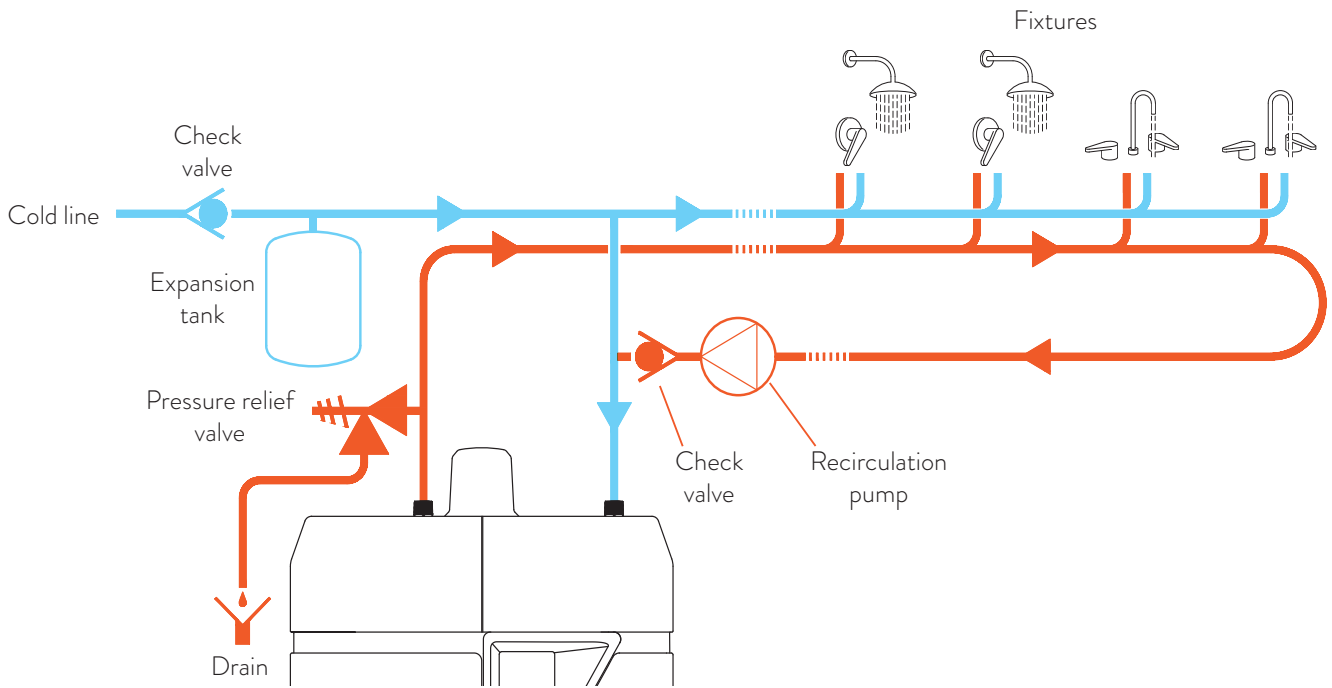 Fixtures
Check
valve
Cold line
Expansion
tank
Pressure relief
valve
Check
valve
Recirculation
pump
Drain